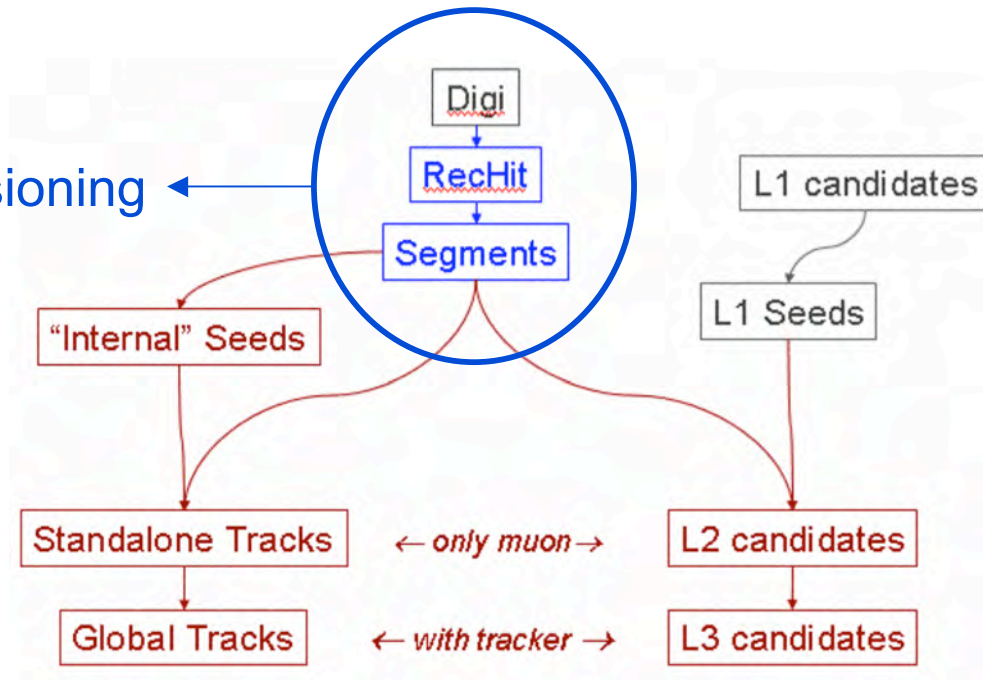 Digi
RecHit
sioning
L1 candidates
Segments
L1 Seeds
“Internal” Seeds
Standalone Tracks
← only muon →
L2 candidates
Global Tracks
← with tracker →
L3 candidates